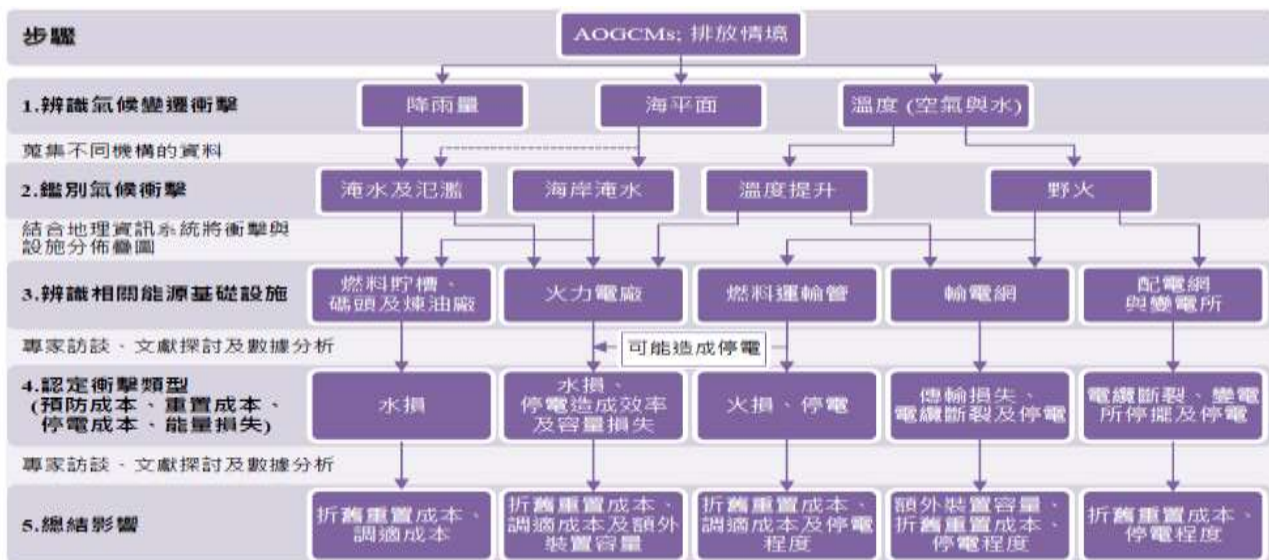 步驟
AOGCMs; 排放情境
1.辨識氣候變遷衝擊
降雨量
海平面
溫度 (空氣與水)
蒐集不同機構的資料
2.鑑別氣候衝擊
淹水及氾濫
海岸淹水
溫度提升
野火
結合地理資訊系統將衝擊與
設施分佈疊圖
3.辨識相關能源基礎設施
燃料貯槽、
碼頭及煉油廠
火力電廠
燃料運輸管
輸電網
配電網
與變電所
專家訪談、文獻探討及數據分析
可能造成停電
4.認定衝擊類型
(預防成本、重置成本、
停電成本、能量損失)
水損
水損、
停電造成效率
及容量損失
火損、停電
傳輸損失、
電纜斷裂及停電
電纜斷裂、變電
所停擺及停電
專家訪談、文獻探討及數據分析
5.總結影響
折舊重置成本、
調適成本
折舊重置成本、
調適成本及額外
裝置容量
折舊重置成本、
調適成本及停電
程度
額外裝置容量、
折舊重置成本、
停電程度
折舊重置成本、
停電程度